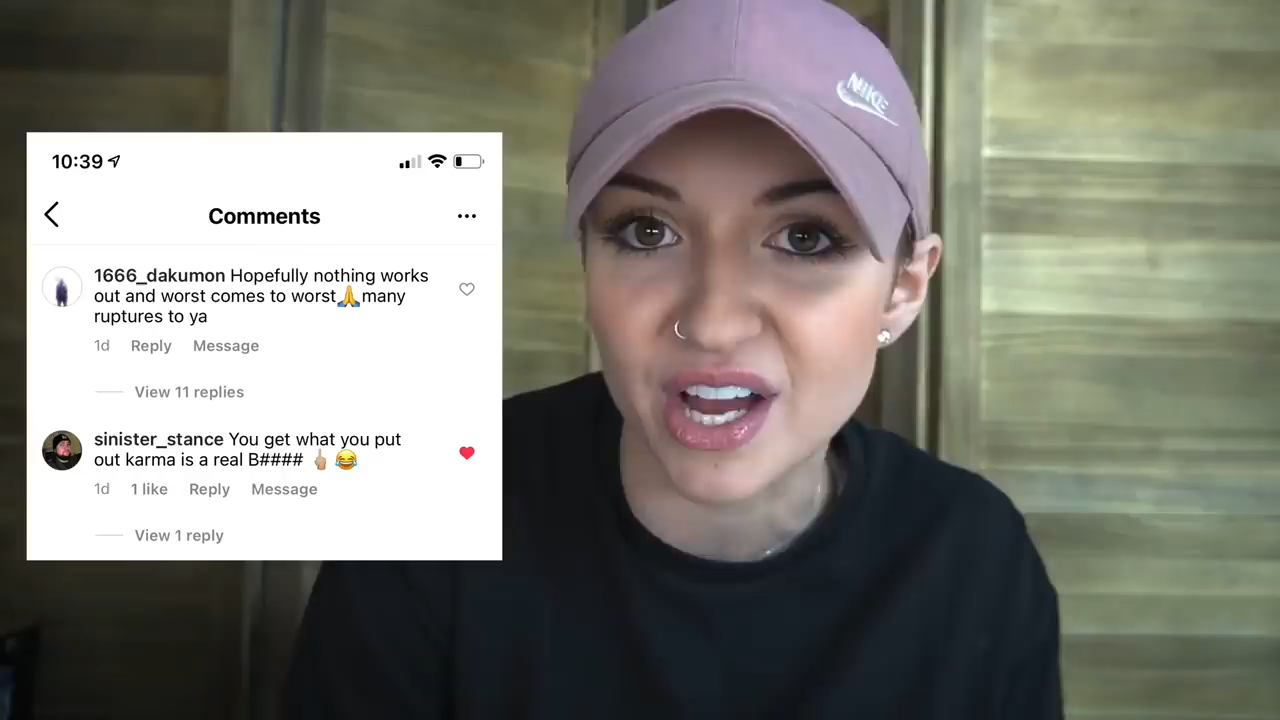 10:39
Comments
1666_dakumon Hopefully nothing works
out and worst comes to worst🙏many
ruptures to ya
1d Reply Message
View 11 replies
sinister_stance You get what you put
out karma is a real B#### 🖕🏼😂
1d 1 like Reply Message
View 1 reply
NIKE